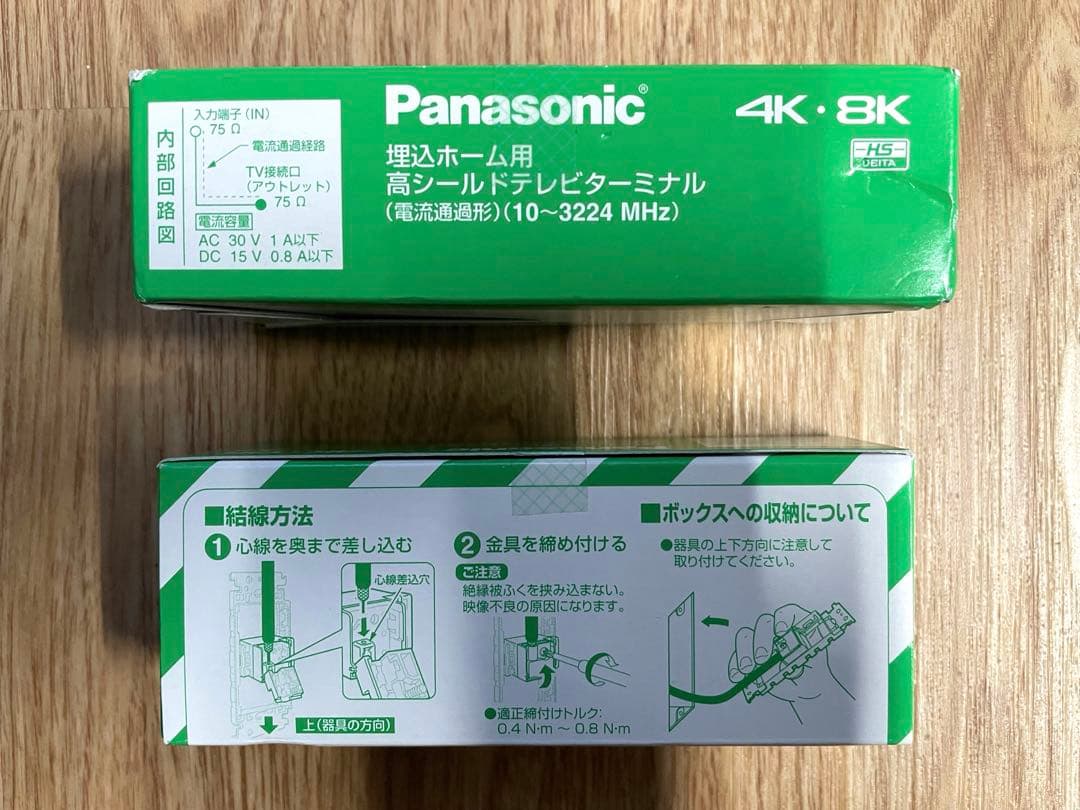 内部回路図
入力端子(IN)
75 Ω
電流通過経路
TV接続口
(アウトレット)
75 Ω
電流容量
AC 30 V 1 A以下
DC 15 V 0.8 A以下
Panasonic®
埋込ホーム用
高シールドテレビターミナル
(電流通過形)(10～3224 MHz)
4K・8K
HS
JEITA
■結線方法
1 心線を奥まで差し込む
心線差込穴
上(器具の方向)
2 金具を締め付ける
ご注意
絶縁被ふくを挟み込まない。
映像不良の原因になります。
●適正締付けトルク:
0.4 N·m ～ 0.8 N·m
■ボックスへの収納について
●器具の上下方向に注意して
取り付けてください。